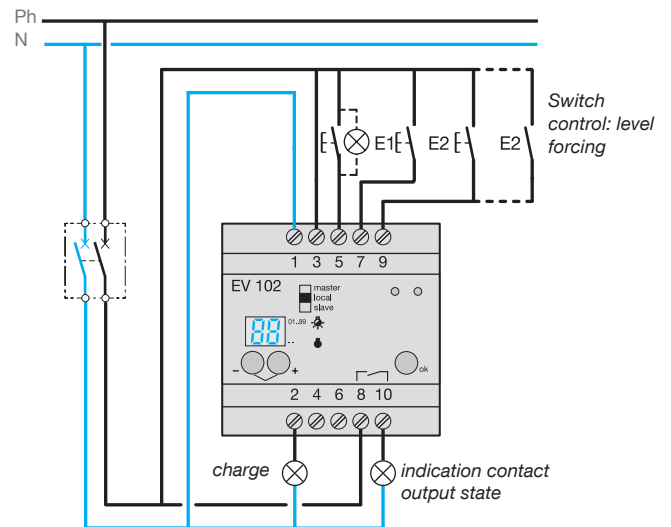 Ph
N
Switch
control: level
forcing
E1
E2
E2
1 3 5 7 9
EV 102
master
local
slave
88
01..99
--
- +
ok
2 4 6 8 10
charge
indication contact
output state